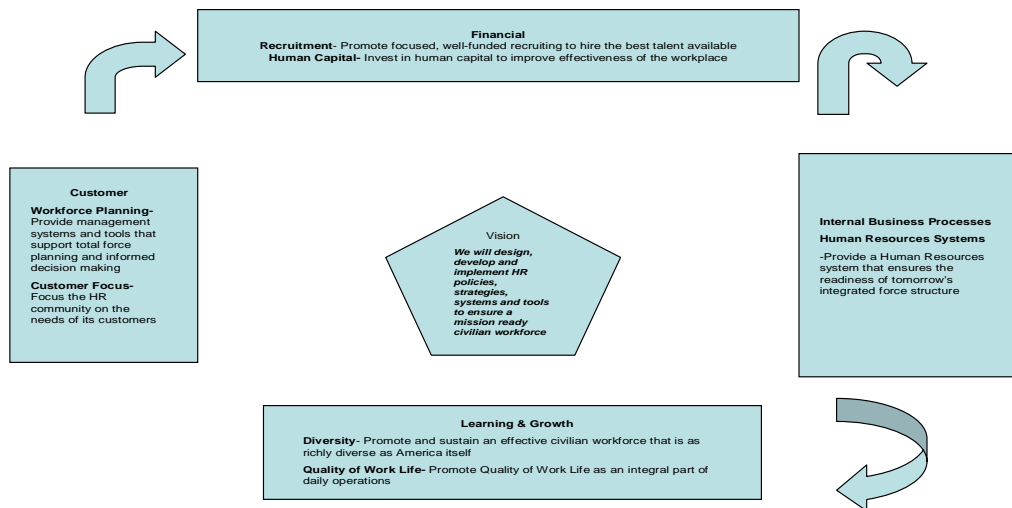 Financial
Recruitment- Promote focused, well-funded recruiting to hire the best talent available
Human Capital- Invest in human capital to improve effectiveness of the workplace
Customer
Workforce Planning-
Provide management
systems and tools that
support total force
planning and informed
decision making
Customer Focus-
Focus the HR
community on the
needs of its customers
Vision
We will design,
develop and
implement HR
policies,
strategies,
systems and tools
to ensure a
mission ready
civilian workforce
Internal Business Processes
Human Resources Systems
-Provide a Human Resources
system that ensures the
readiness of tomorrow's
integrated force structure
Learning & Growth
Diversity- Promote and sustain an effective civilian workforce that is as
richly diverse as America itself
Quality of Work Life- Promote Quality of Work Life as an integral part of
daily operations